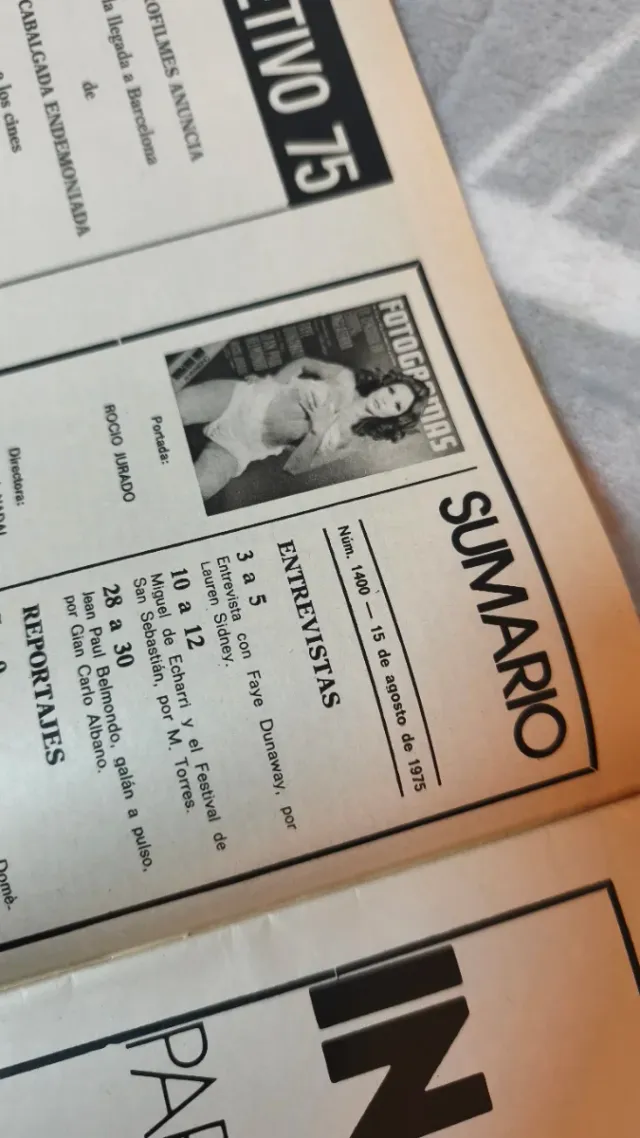 SUMARIO
Núm. 1400 — 15 de agosto de 1975
ENTREVISTAS
3 a 5
Entrevista con Faye Dunaway, por
Lauren Sidney.
10 a 12
Miguel de Echarri y el Festival de
San Sebastián, por M. Torres.
28 a 30
Jean Paul Belmondo, galán a pulso,
por Gian Carlo Albano.
REPORTAJES
Domé-
FOTOGRAMAS
Portada:
ROCIO JURADO
Directora:
ETIVO 75
OFILMES ANUNCIA
la llegada a Barcelona
de
CABALGADA ENDEMONIADA
a los cines
IN
PAR